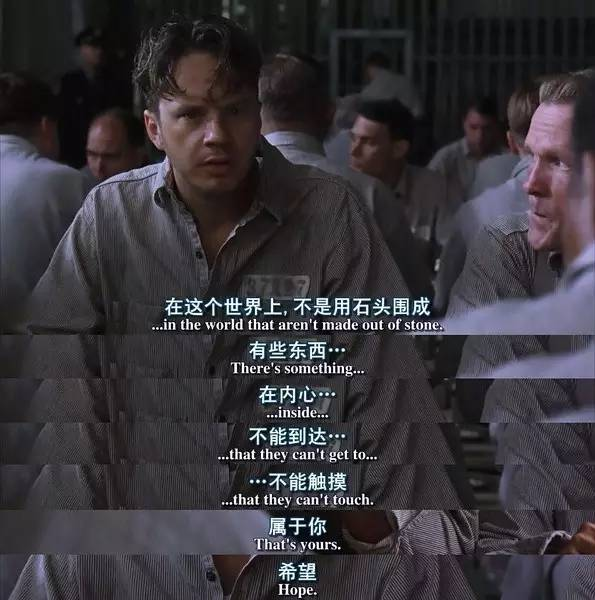 在这个世界上，不是用石头围成
...in the world that aren't made out of stone.
有些东西…
There's something...
在内心…
...inside...
不能到达…
...that they can't get to...
…不能触摸
...that they can't touch.
属于你
That's yours.
希望
Hope.